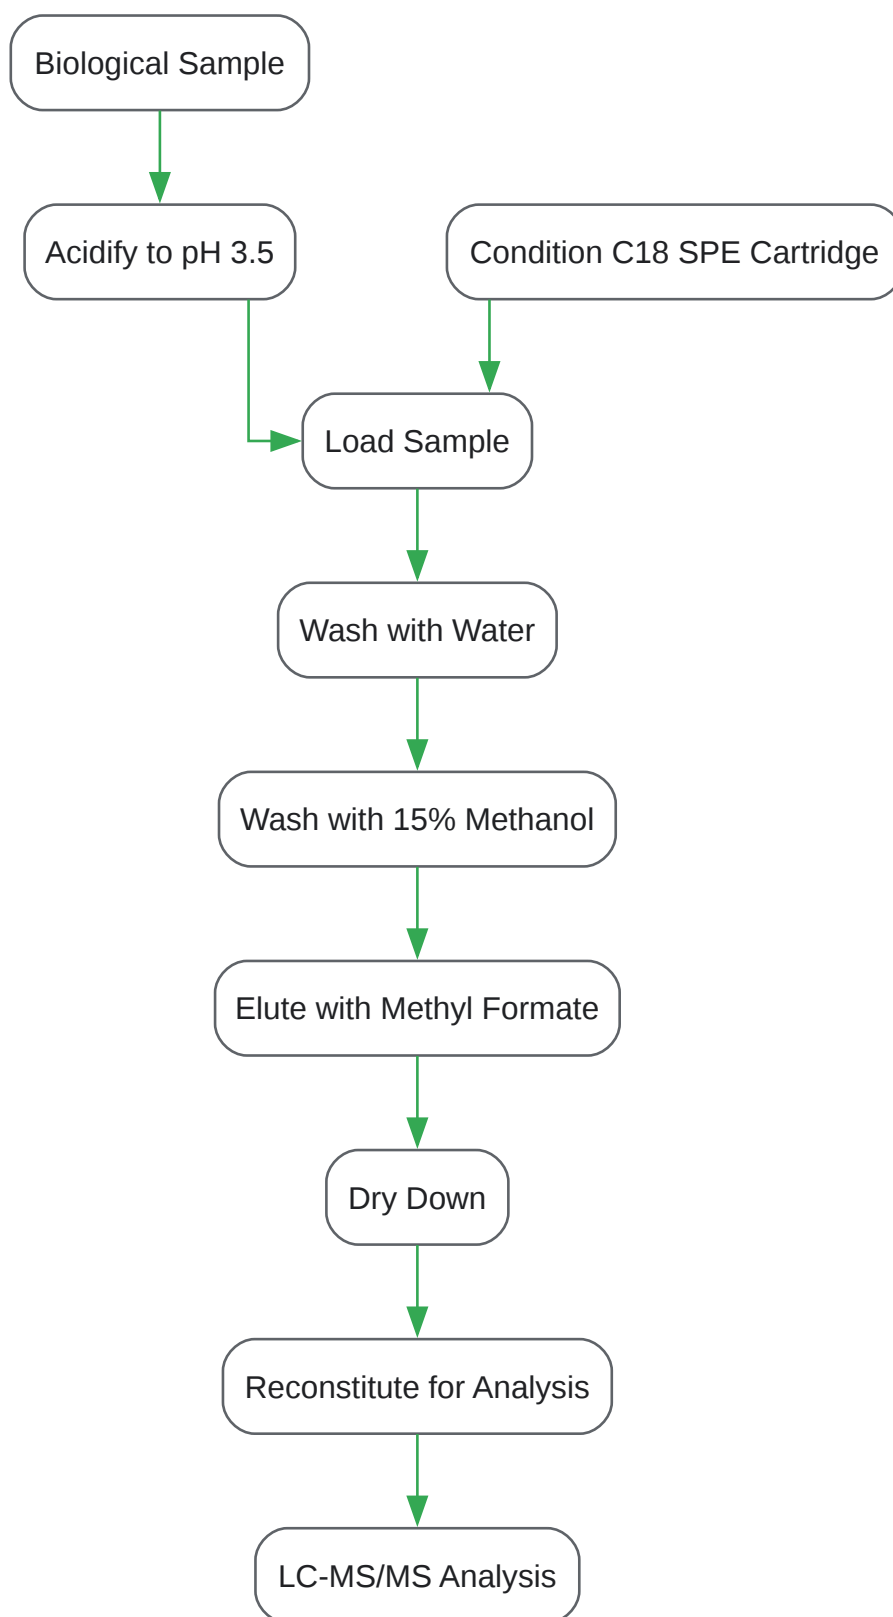 Biological Sample
Acidify to pH 3.5
Condition C18 SPE Cartridge
Load Sample
Wash with Water
Wash with 15% Methanol
Elute with Methyl Formate
Dry Down
Reconstitute for Analysis
LC-MS/MS Analysis